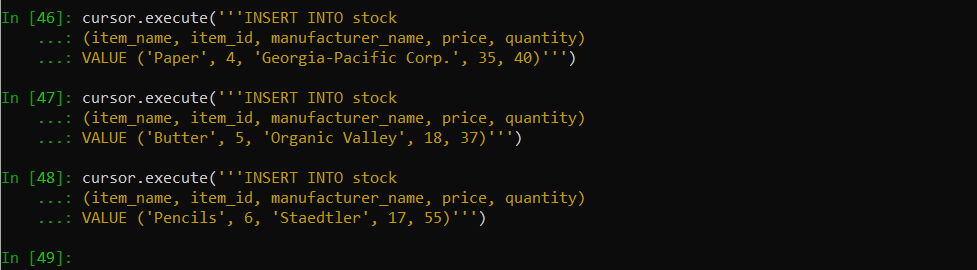 In [46]: cursor.execute('''INSERT INTO stock
...: (item_name, item_id, manufacturer_name, price, quantity)
...: VALUE ('Paper', 4, 'Georgia-Pacific Corp.', 35, 40)''')
In [47]: cursor.execute('''INSERT INTO stock
...: (item_name, item_id, manufacturer_name, price, quantity)
...: VALUE ('Butter', 5, 'Organic Valley', 18, 37)''')
In [48]: cursor.execute('''INSERT INTO stock
...: (item_name, item_id, manufacturer_name, price, quantity)
...: VALUE ('Pencils', 6, 'Staedtler', 17, 55)''')
In [49]: